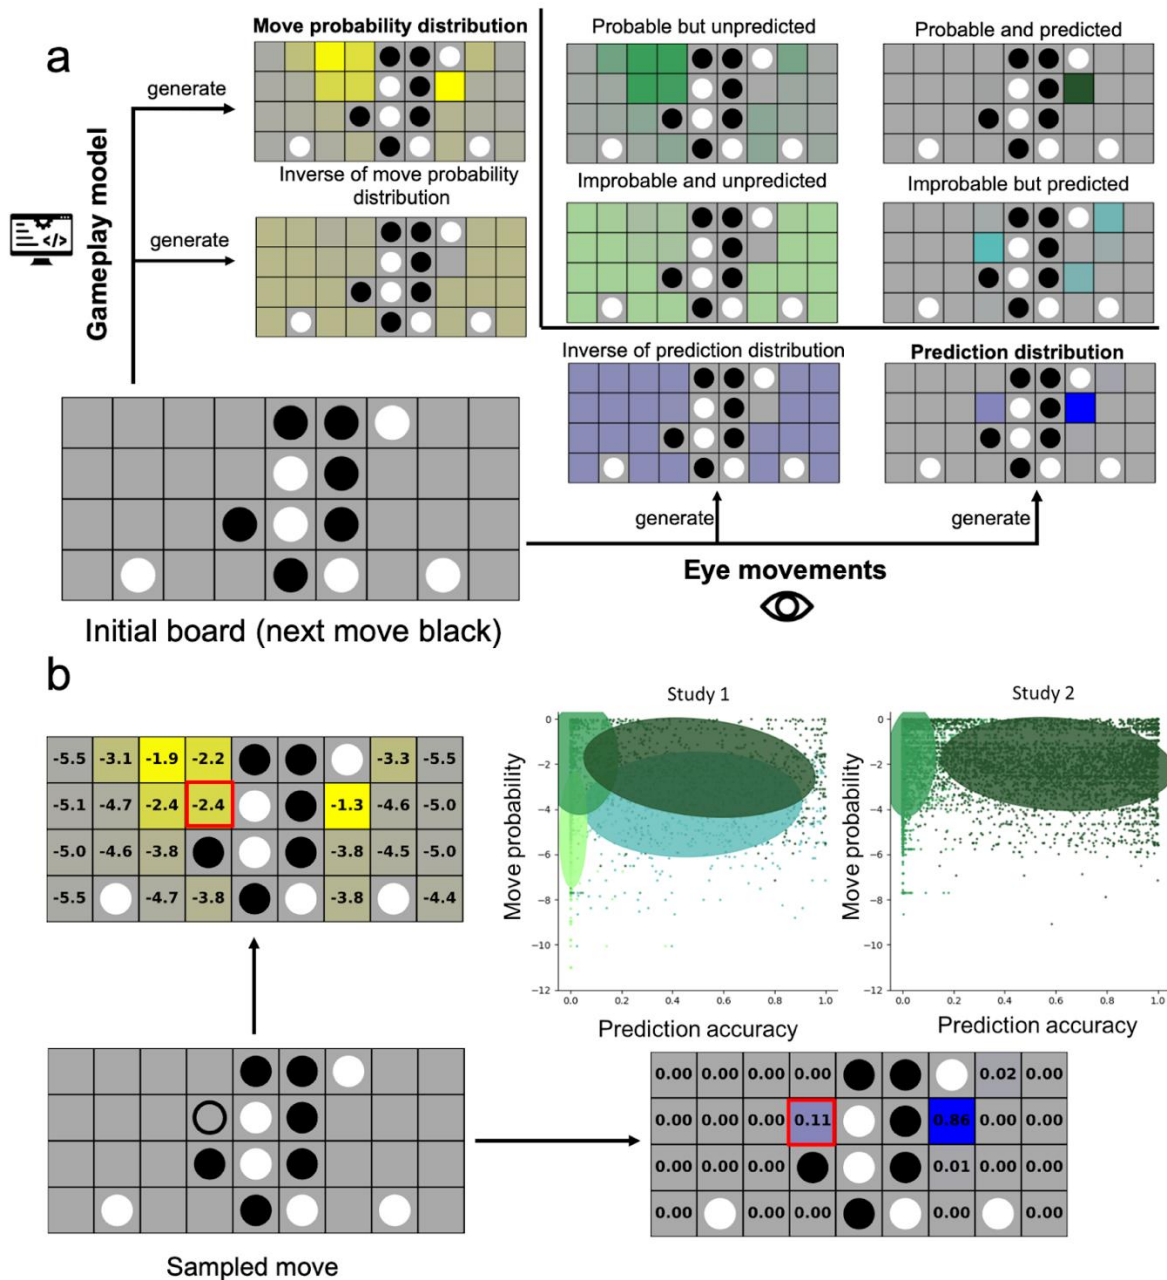 a
Move probability distribution
Probable but unpredicted
Probable and predicted
generate
Inverse of move probability
distribution
Improbable and unpredicted
Improbable but predicted
</>
Gameplay model
generate
Inverse of prediction distribution
Prediction distribution
generate
generate
Eye movements
Initial board (next move black)
b
Study 1
Study 2
-5.5 -3.1 -1.9 -2.2 -3.3 -5.5
-5.1 -4.7 -2.4 -2.4 -1.3 -4.6 -5.0
-5.0 -4.6 -3.8 -3.8 -4.5 -5.0
-5.5 -4.7 -3.8 -3.8 -4.4
Move probability
0
−2
−4
−6
−8
−10
−12
0.0 0.2 0.4 0.6 0.8 1.0
Prediction accuracy
Move probability
0
−2
−4
−6
−8
−10
−12
0.0 0.2 0.4 0.6 0.8 1.0
Prediction accuracy
0.00 0.00 0.00 0.00 0.02 0.00
0.00 0.00 0.00 0.11 0.86 0.00 0.00
0.00 0.00 0.00 0.01 0.00 0.00
0.00 0.00 0.00 0.00 0.00
Sampled move